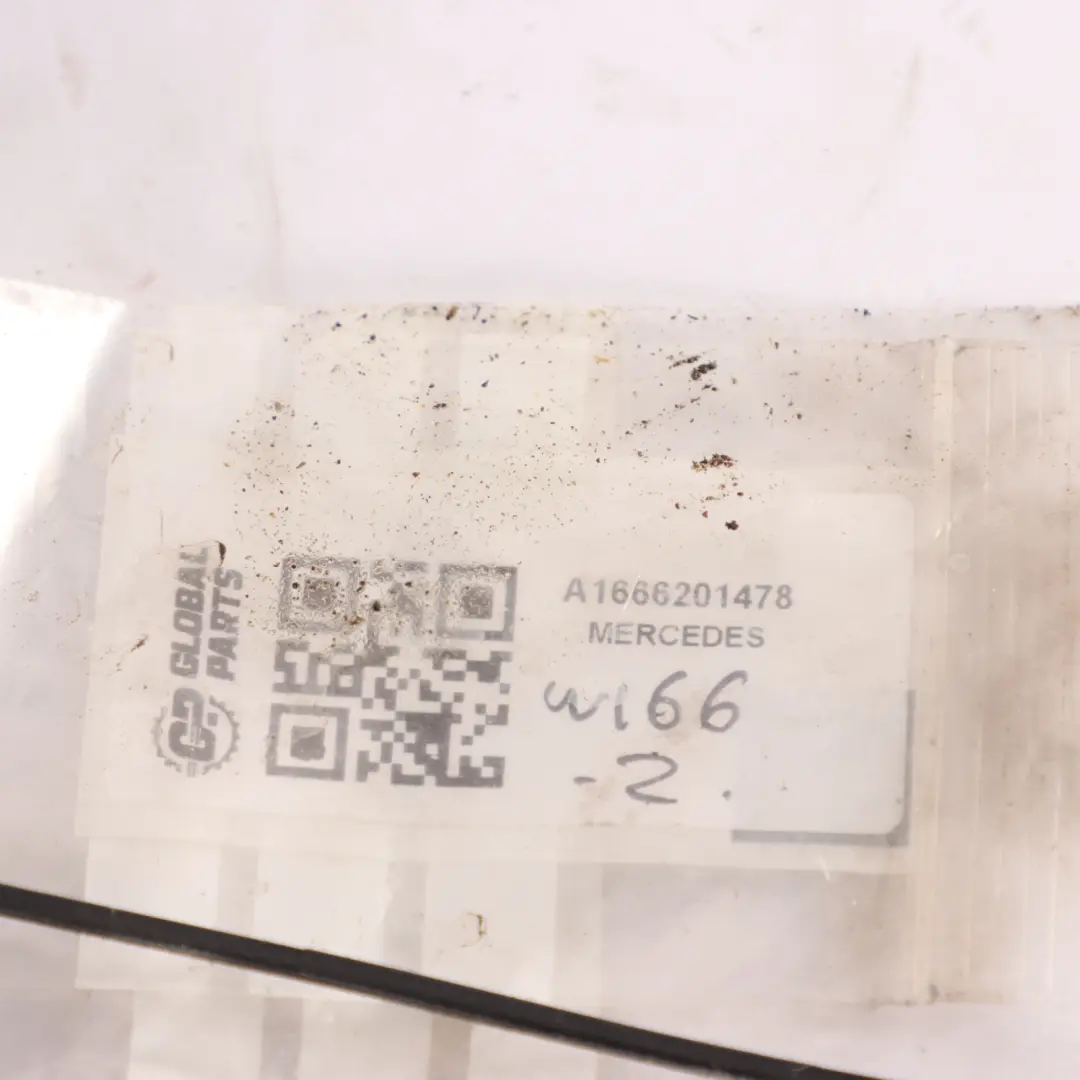 GLOBAL
PARTS
A1666201478
MERCEDES
W166
-2.